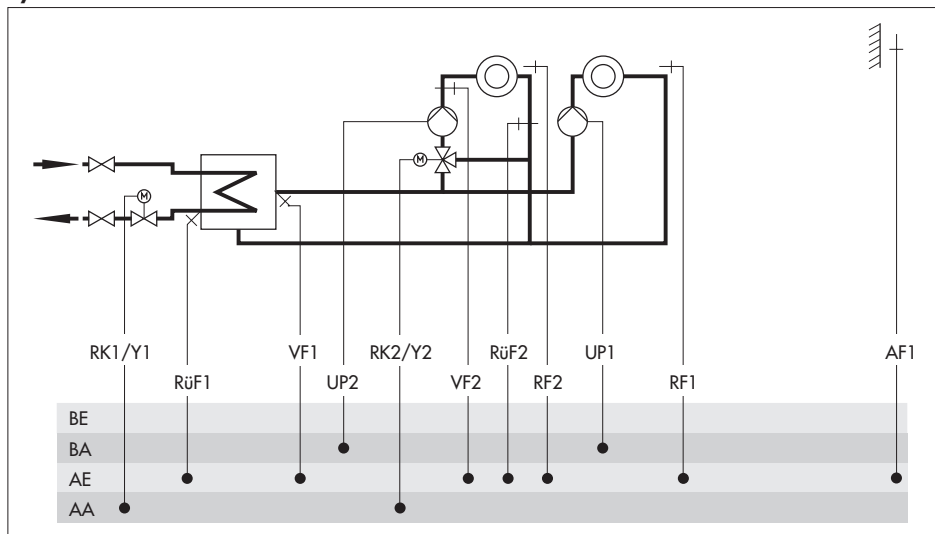 M
M
RK1/Y1 VF1 RK2/Y2 RüF2 UP1 AF1
RüF1 UP2 VF2 RF2 RF1
BE
BA
AE
AA